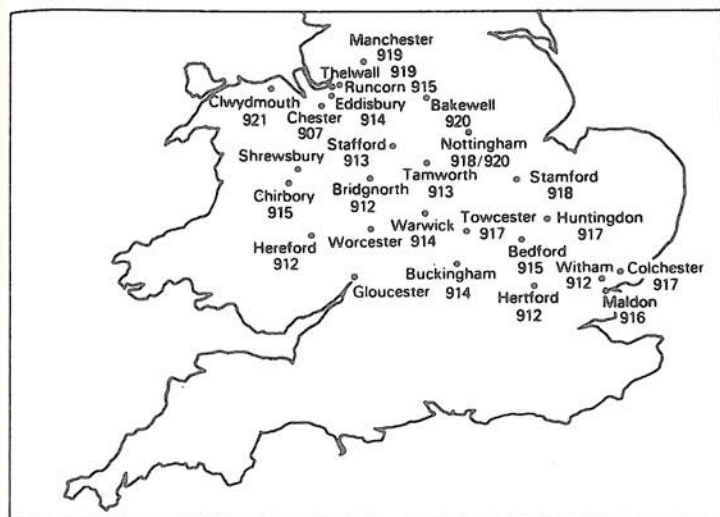 Manchester
919
Thelwall 919
Runcorn 915
Clwydmouth
921
Eddisbury
914
Chester
907
Bakewell
920
Stafford
913
Nottingham
918/920
Shrewsbury
Tamworth
913
Stamford
918
Chirbory
915
Bridgnorth
912
Warwick
914
Towcester
917
Huntingdon
917
Hereford
912
Worcester
Bedford
915
Buckingham
914
Witham
912
Colchester
917
Gloucester
Hertford
912
Maldon
916